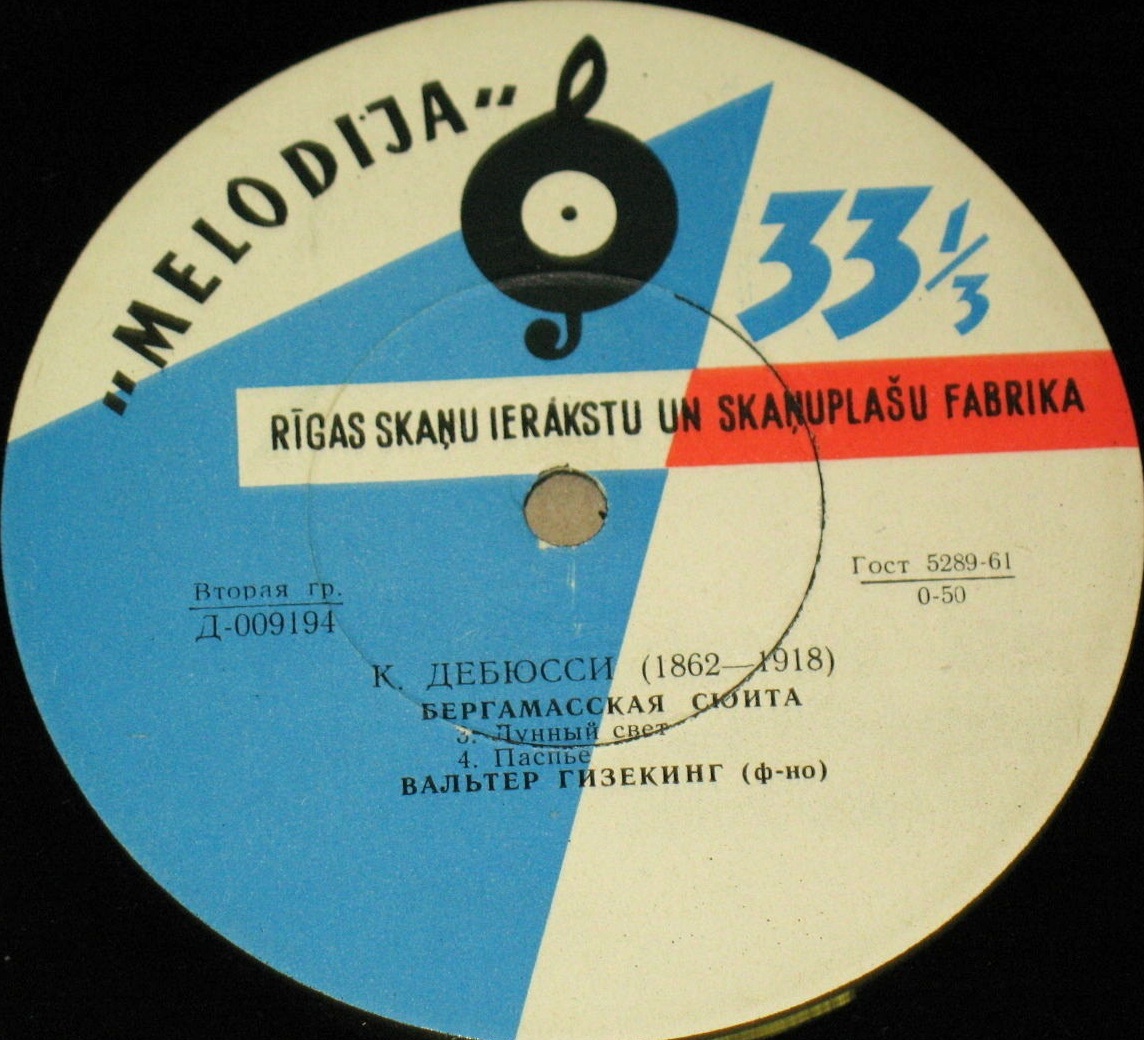 „MELODIJA"
33 1/3
RĪGAS SKAŅU IERAKSTU UN SKAŅUPLAŠU FABRIKA
Вторая гр.
Д-009194
Гост 5289-61
0-50
К. ДЕБЮССИ (1862—1918)
БЕРГАМАССКАЯ СЮИТА
3. Лунный свет
4. Паспье
ВАЛЬТЕР ГИЗЕКИНГ (ф-но)